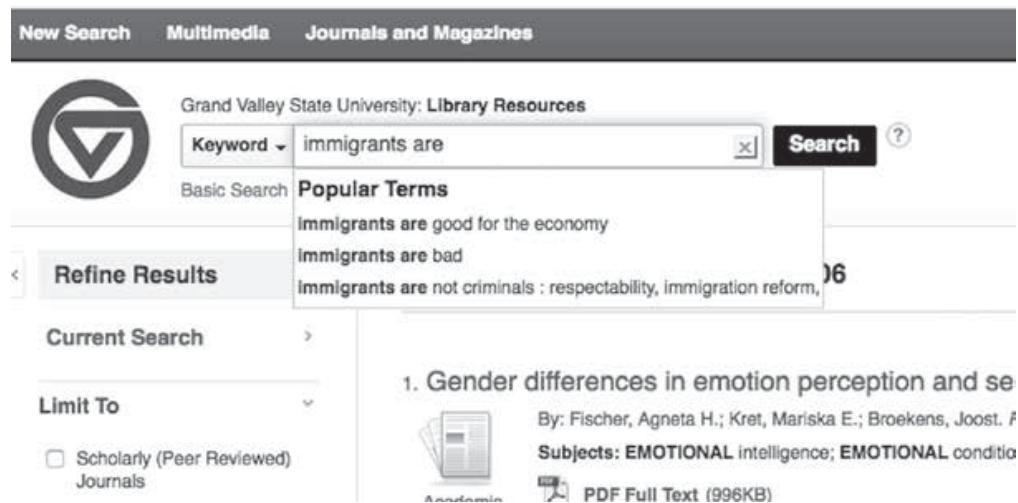 New Search Multimedia Journals and Magazines
Grand Valley State University: Library Resources
Keyword immigrants are x Search ?
Basic Search Popular Terms
immigrants are good for the economy
immigrants are bad
immigrants are not criminals : respectability, immigration reform,
Refine Results 06
Current Search
Limit To
1. Gender differences in emotion perception and se
By: Fischer, Agneta H.; Kret, Mariska E.; Broekens, Joost.
Subjects: EMOTIONAL intelligence; EMOTIONAL conditio
Scholarly (Peer Reviewed)
Journals
PDF Full Text (996KB)
Academic